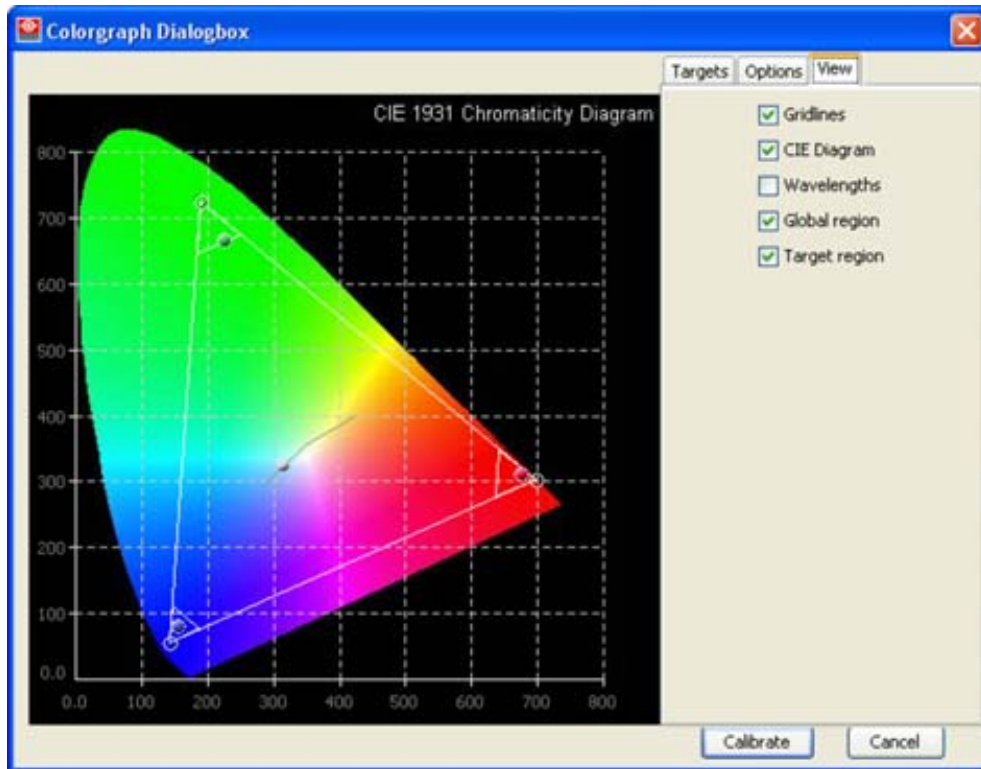 Colorgraph Dialogbox
Targets Options View
CIE 1931 Chromaticity Diagram
Gridlines
CIE Diagram
Wavelengths
Global region
Target region
800
700
600
500
400
300
200
100
0.0
0.0 100 200 300 400 500 600 700 800
Calibrate Cancel